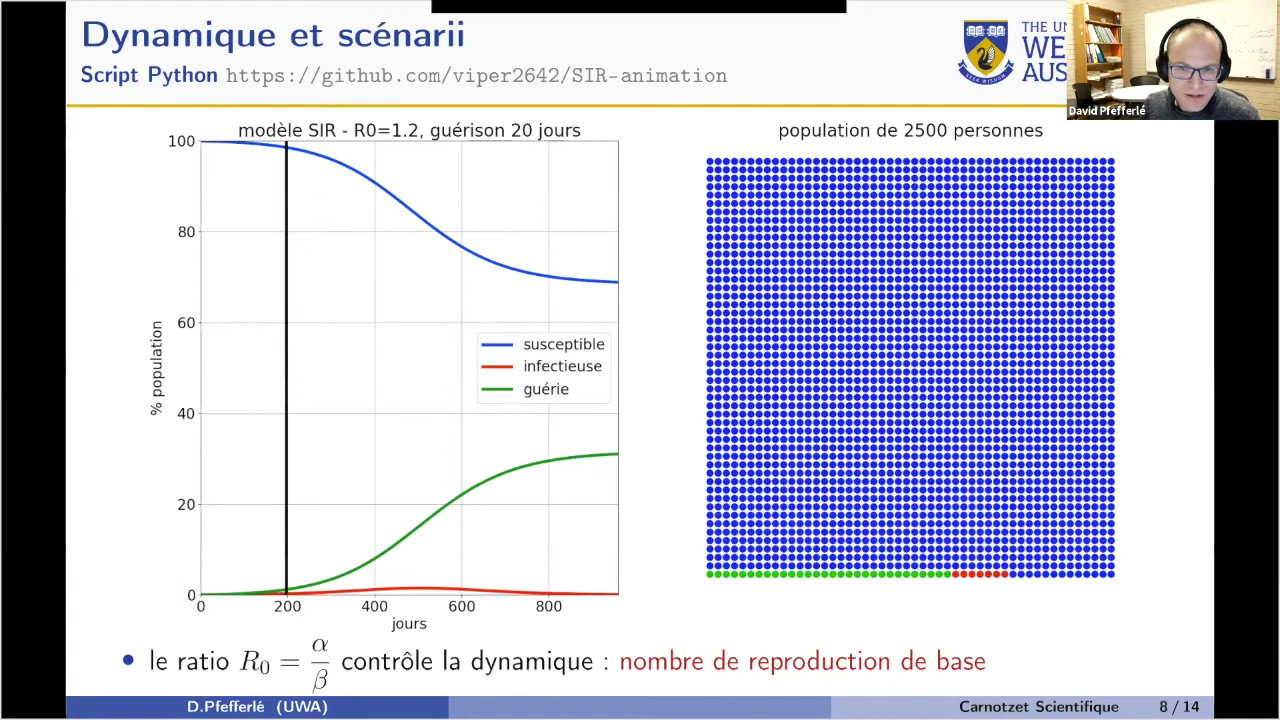 Dynamique et scénarii
Script Python https://github.com/viper2642/SIR-animation
THE UN
WE
AUS
David Pfefferlé
modèle SIR - R0=1.2, guérison 20 jours
100
80
60
40
20
0
% population
susceptible
infectieuse
guérie
0 200 400 600 800
jours
population de 2500 personnes
• le ratio R₀ = α/β contrôle la dynamique : nombre de reproduction de base
D.Pfefferlé (UWA) Carnotzet Scientifique 8 / 14